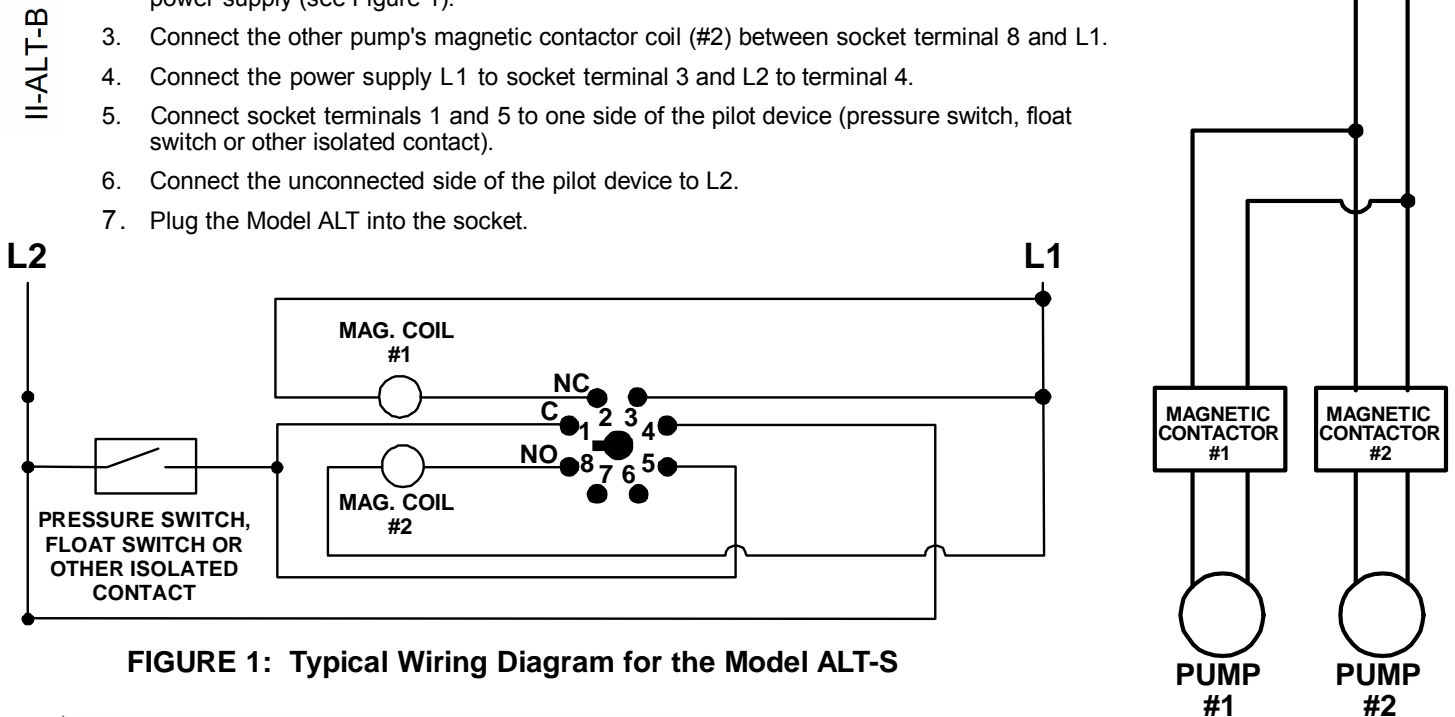 power supply (see Figure 1).
II-ALT-B
3. Connect the other pump's magnetic contactor coil (#2) between socket terminal 8 and L1.
4. Connect the power supply L1 to socket terminal 3 and L2 to terminal 4.
5. Connect socket terminals 1 and 5 to one side of the pilot device (pressure switch, float
switch or other isolated contact).
6. Connect the unconnected side of the pilot device to L2.
7. Plug the Model ALT into the socket.
L2
L1
MAG. COIL
#1
NC
C
2 3
1 4
NO
8 5
7 6
MAG. COIL
#2
PRESSURE SWITCH,
FLOAT SWITCH OR
OTHER ISOLATED
CONTACT
FIGURE 1: Typical Wiring Diagram for the Model ALT-S
MAGNETIC
CONTACTOR
#1
MAGNETIC
CONTACTOR
#2
PUMP
#1
PUMP
#2